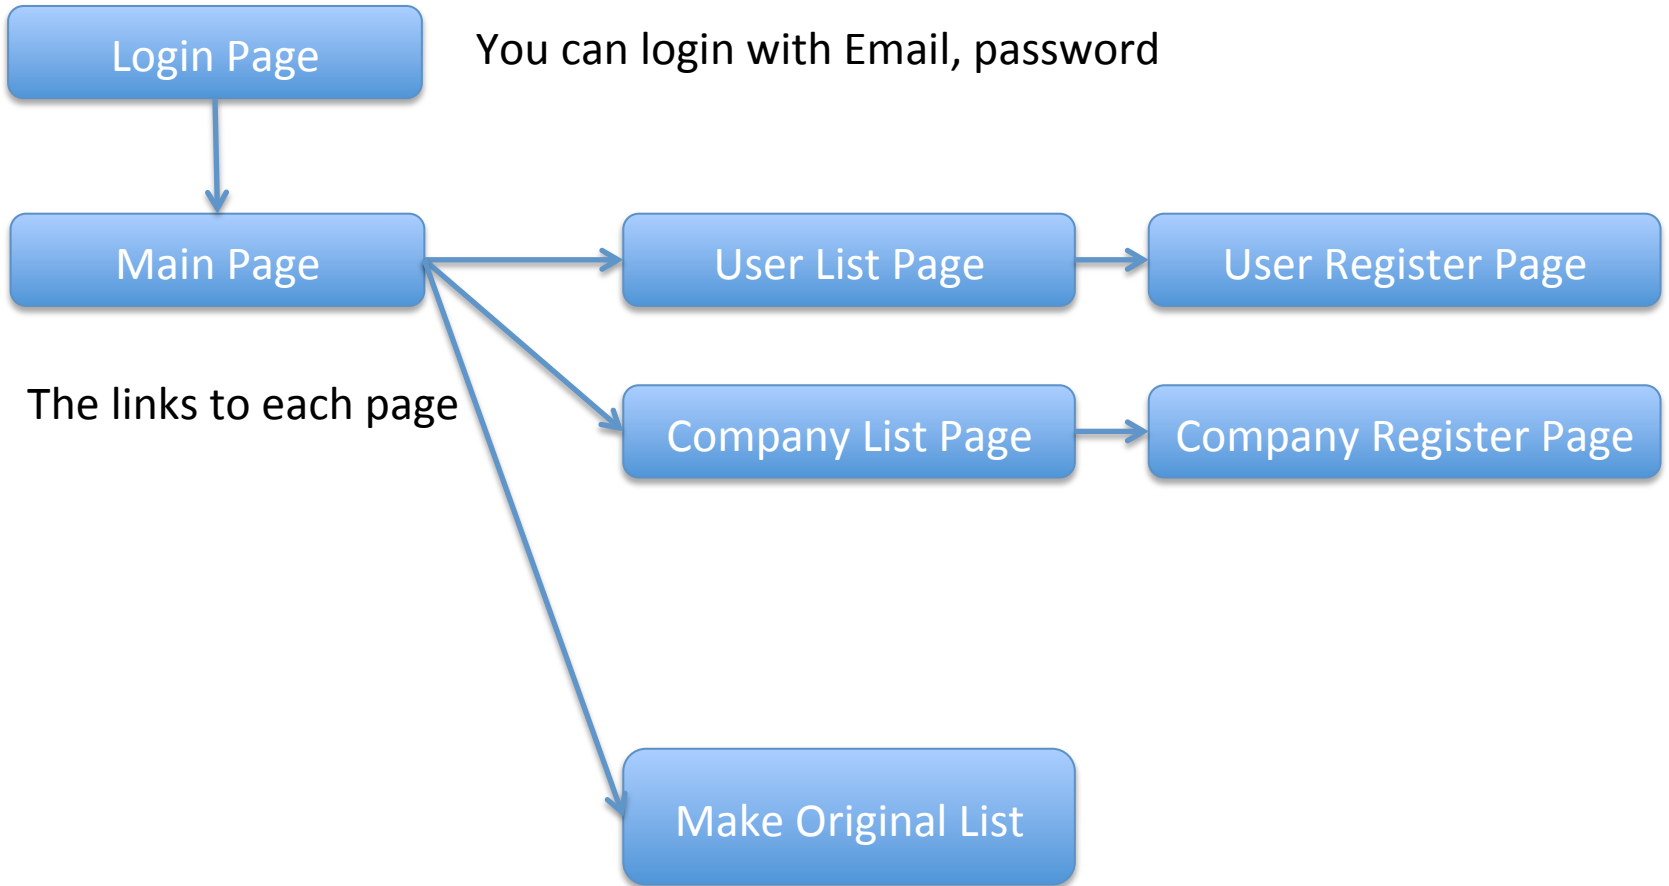 Login Page
You can login with Email, password
Main Page
User List Page
User Register Page
The links to each page
Company List Page
Company Register Page
Make Original List